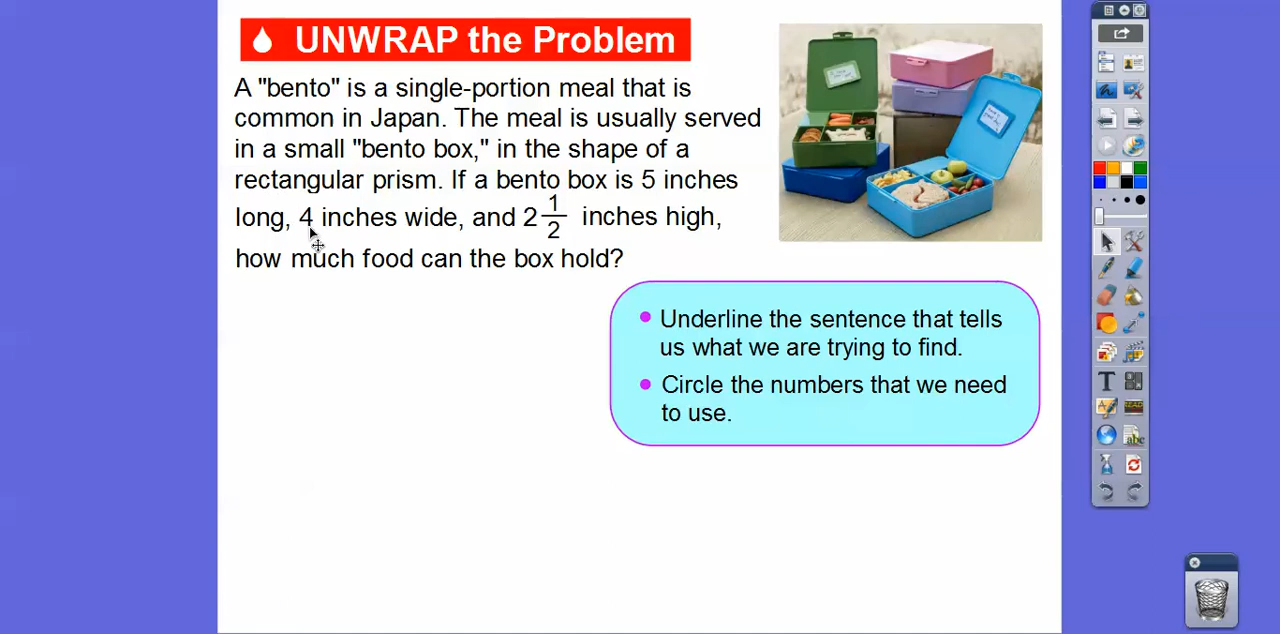 UNWRAP the Problem
A "bento" is a single-portion meal that is
common in Japan. The meal is usually served
in a small "bento box," in the shape of a
rectangular prism. If a bento box is 5 inches
long, 4 inches wide, and 2 1/2 inches high,
how much food can the box hold?
• Underline the sentence that tells
us what we are trying to find.
• Circle the numbers that we need
to use.